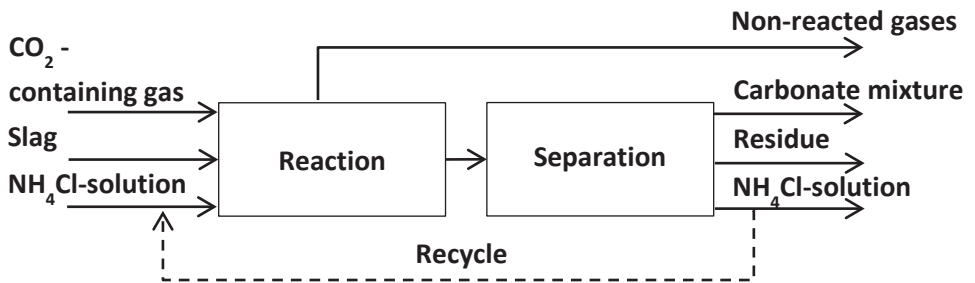 Non-reacted gases
CO₂ -
containing gas
Carbonate mixture
Slag
Reaction
Separation
Residue
NH₄Cl-solution
NH₄Cl-solution
Recycle